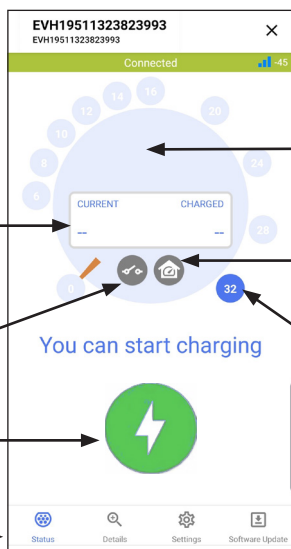 EVH19511323823993
EVH19511323823993
Connected
-45
16
14
12
20
10
8
24
6
CURRENT
CHARGED
--
--
28
0
32
You can start charging
Status
Details
Settings
Software Update